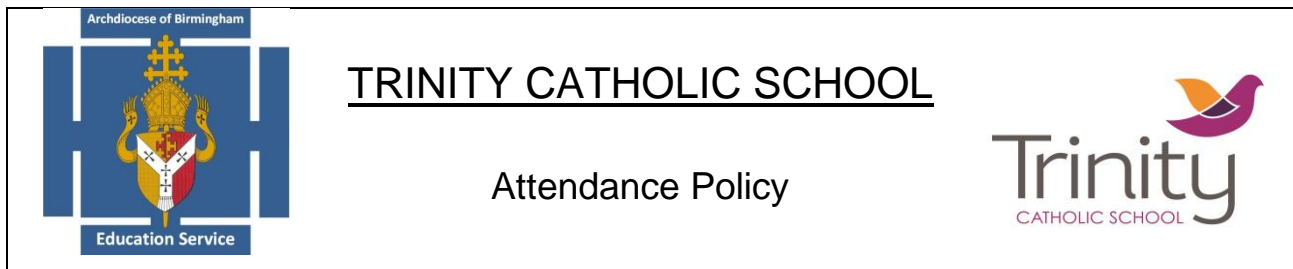 Archdiocese of Birmingham
Education Service
TRINITY CATHOLIC SCHOOL
Attendance Policy
Trinity
CATHOLIC SCHOOL